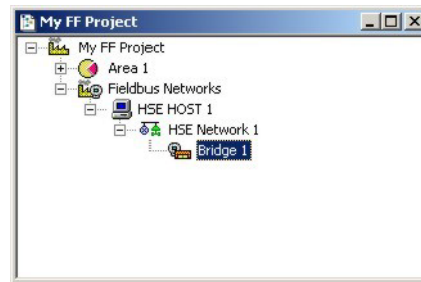 My FF Project
My FF Project
Area 1
Fieldbus Networks
HSE HOST 1
HSE Network 1
Bridge 1